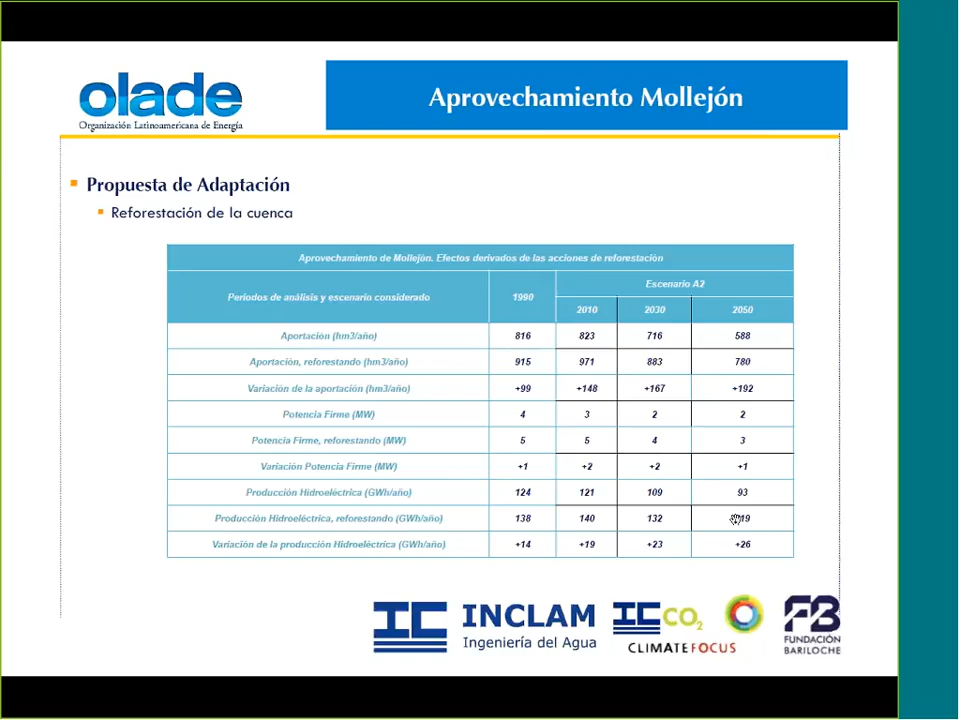 olade
Organización Latinoamericana de Energía
Aprovechamiento Mollejón
Propuesta de Adaptación
Reforestación de la cuenca
Aprovechamiento de Mollejón. Efectos derivados de las acciones de reforestación
Períodos de análisis y escenario considerado 1990 Escenario A2
2010 2030 2050
Aportación (hm3/año) 816 823 716 588
Aportación, reforestando (hm3/año) 915 971 883 780
Variación de la aportación (hm3/año) +99 +148 +167 +192
Potencia Firme (MW) 4 3 2 2
Potencia Firme, reforestando (MW) 5 5 4 3
Variación Potencia Firme (MW) +1 +2 +2 +1
Producción Hidroeléctrica (GWh/año) 124 121 109 93
Producción Hidroeléctrica, reforestando (GWh/año) 138 140 132
Variación de la producción Hidroeléctrica (GWh/año) +14 +19 +23 +26
IC INCLAM
Ingeniería del Agua
IC CO2
CLIMATEFOCUS
FB
FUNDACIÓN
BARILOCHE